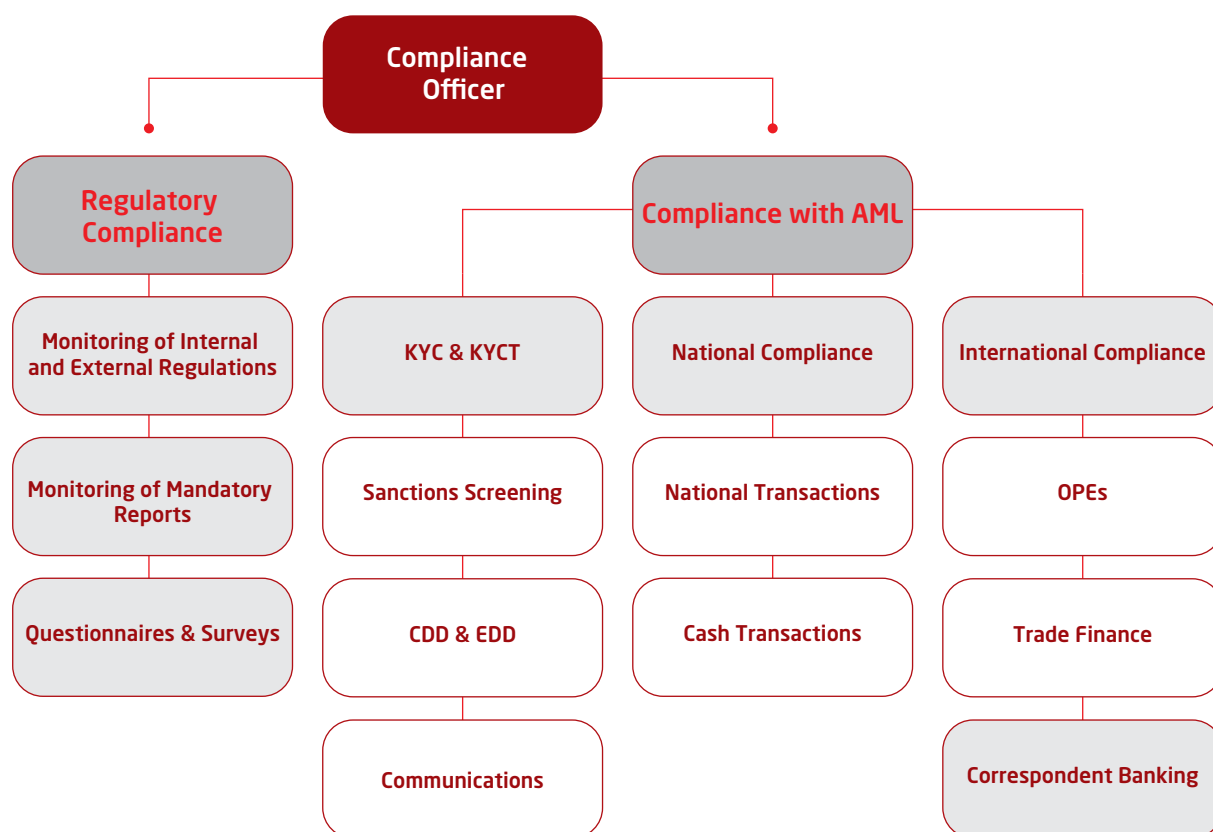 Compliance
Officer
Regulatory
Compliance
Compliance with AML
Monitoring of Internal
and External Regulations
KYC & KYCT
National Compliance
International Compliance
Monitoring of Mandatory
Reports
Sanctions Screening
National Transactions
OPEs
Questionnaires & Surveys
CDD & EDD
Cash Transactions
Trade Finance
Communications
Correspondent Banking